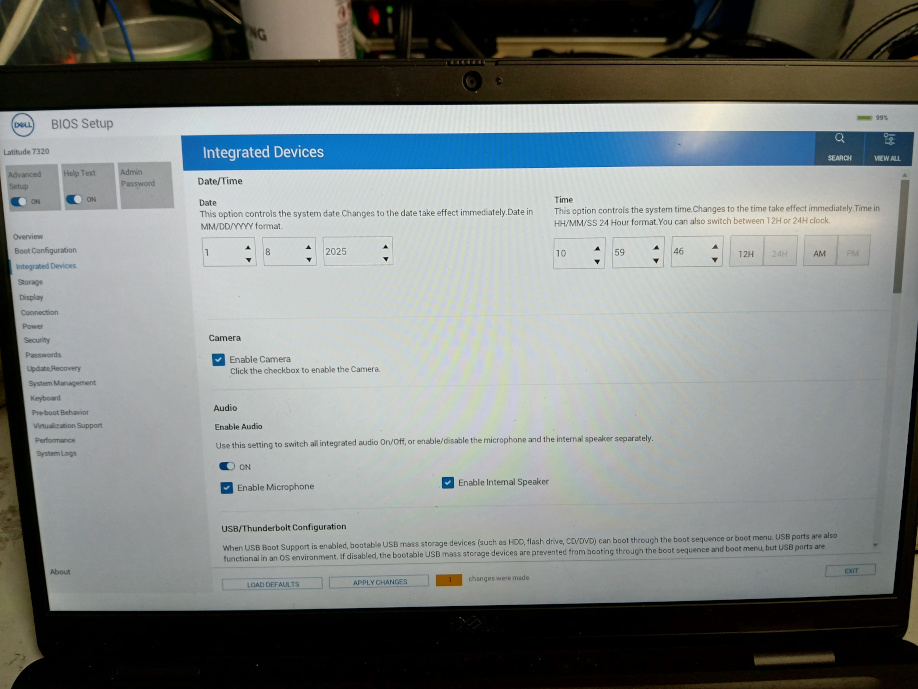 NG
DELL
BIOS Setup
99%
Latitude 7320
Advanced Setup
ON
Help Text
ON
Admin Password
Integrated Devices
SEARCH
VIEW ALL
Overview
Boot Configuration
Integrated Devices
Storage
Display
Connection
Power
Security
Passwords
Update,Recovery
System Management
Keyboard
Pre-boot Behavior
Virtualization Support
Performance
System Logs
About
Date/Time
Date
This option controls the system date.Changes to the date take effect immediately.Date in
MM/DD/YYYY format.
1
8
2025
Time
This option controls the system time.Changes to the time take effect immediately.Time in
HH/MM/SS 24 Hour format.You can also switch between 12H or 24H clock.
10
59
46
12H
24H
AM
PM
Camera
Enable Camera
Click the checkbox to enable the Camera.
Audio
Enable Audio
Use this setting to switch all integrated audio On/Off, or enable/disable the microphone and the internal speaker separately.
ON
Enable Microphone
Enable Internal Speaker
USB/Thunderbolt Configuration
When USB Boot Support is enabled, bootable USB mass storage devices (such as HDD, flash drive, CD/DVD) can boot through the boot sequence or boot menu. USB ports are also
functional in an OS environment. If disabled, the bootable USB mass storage devices are prevented from booting through the boot sequence and boot menu, but USB ports are
LOAD DEFAULTS
APPLY CHANGES
1
changes were made
EXIT
DELL